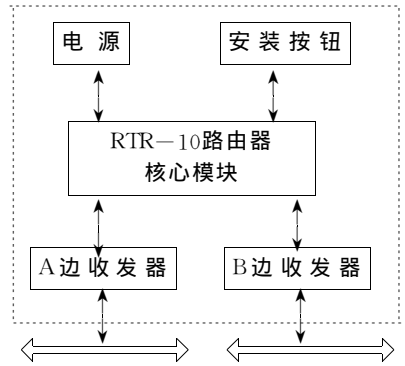 电源
安装按钮
RTR-10路由器
核心模块
A边收发器
B边收发器